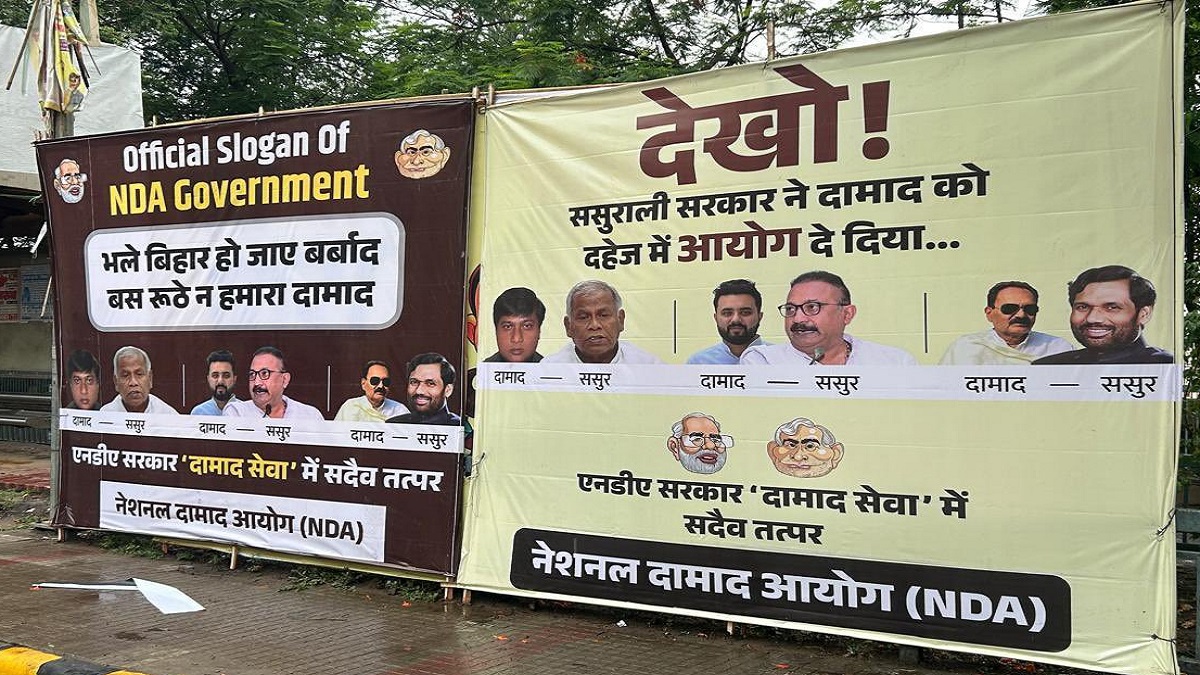 Official Slogan Of
NDA Government
भले बिहार हो जाए बर्बाद
बस रूठे न हमारा दामाद
दामाद — ससुर
दामाद — ससुर
दामाद — ससुर
एनडीए सरकार ‘दामाद सेवा’ में सदैव तत्पर
नेशनल दामाद आयोग (NDA)
देखो!
ससुराली सरकार ने दामाद को
दहेज में आयोग दे दिया...
दामाद — ससुर
दामाद — ससुर
दामाद — ससुर
एनडीए सरकार ‘दामाद सेवा’ में
सदैव तत्पर
नेशनल दामाद आयोग (NDA)